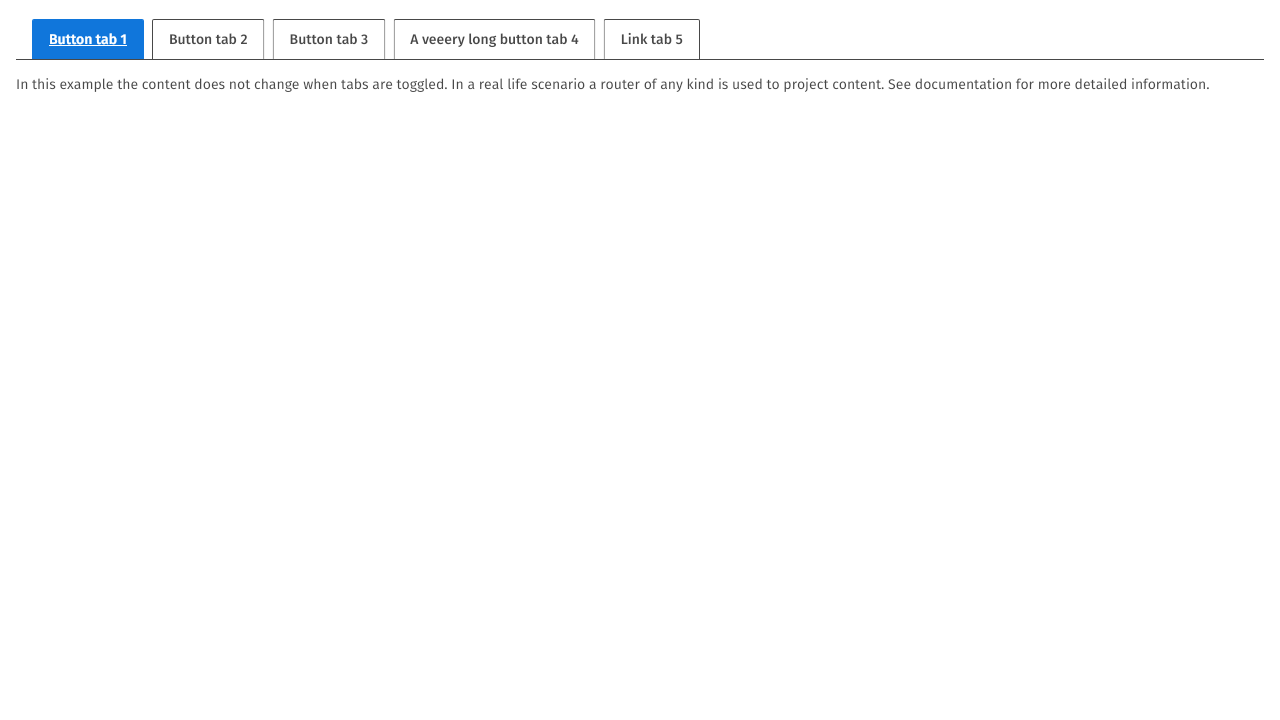 Button tab 1 Button tab 2 Button tab 3 A veeery long button tab 4 Link tab 5
In this example the content does not change when tabs are toggled. In a real life scenario a router of any kind is used to project content. See documentation for more detailed information.